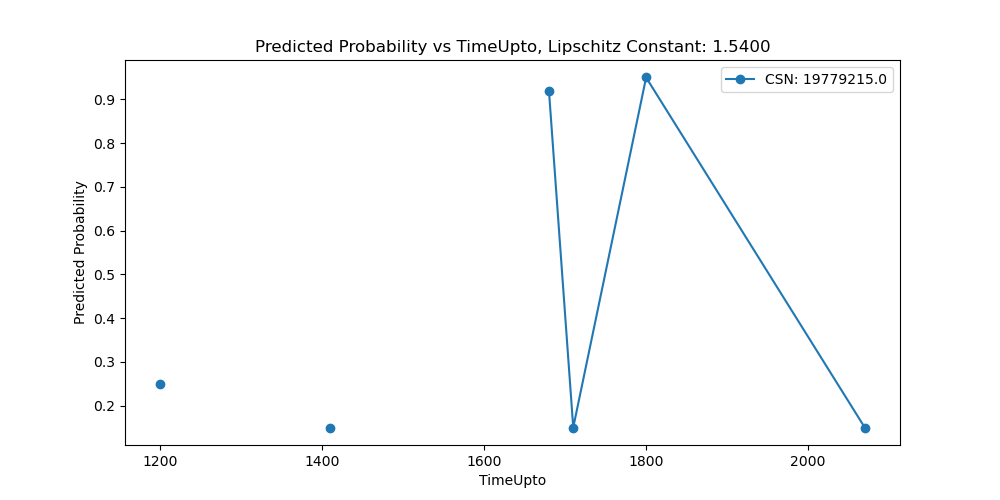 Predicted Probability vs TimeUpto, Lipschitz Constant: 1.5400
CSN: 19779215.0
Predicted Probability
0.9
0.8
0.7
0.6
0.5
0.4
0.3
0.2
1200 1400 1600 1800 2000
TimeUpto